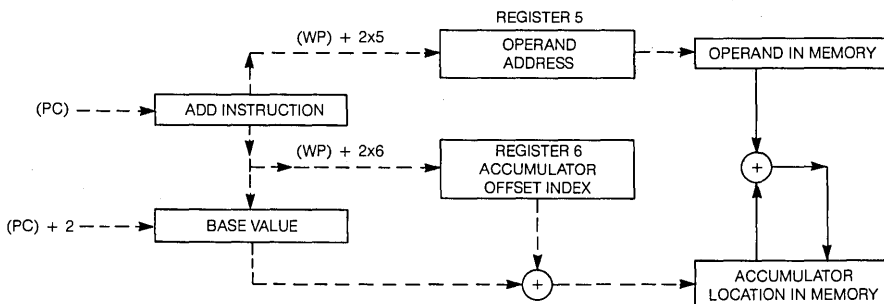 REGISTER 5
(WP) + 2x5
OPERAND
ADDRESS
OPERAND IN MEMORY
(PC)
ADD INSTRUCTION
(WP) + 2x6
REGISTER 6
ACCUMULATOR
OFFSET INDEX
+
(PC) + 2
BASE VALUE
+
ACCUMULATOR
LOCATION IN MEMORY